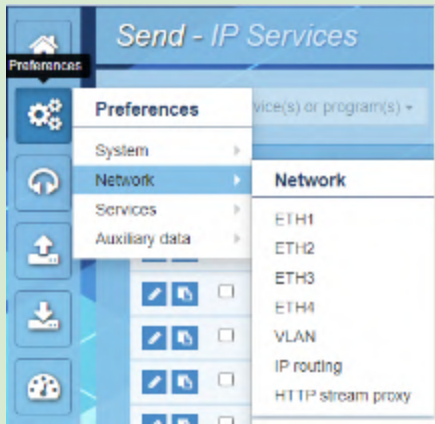 Send - IP Services
Preferences
Preferences
vice(s) or program(s)
System
Network
Services
Auxiliary data
Network
ETH1
ETH2
ETH3
ETH4
VLAN
IP routing
HTTP stream proxy